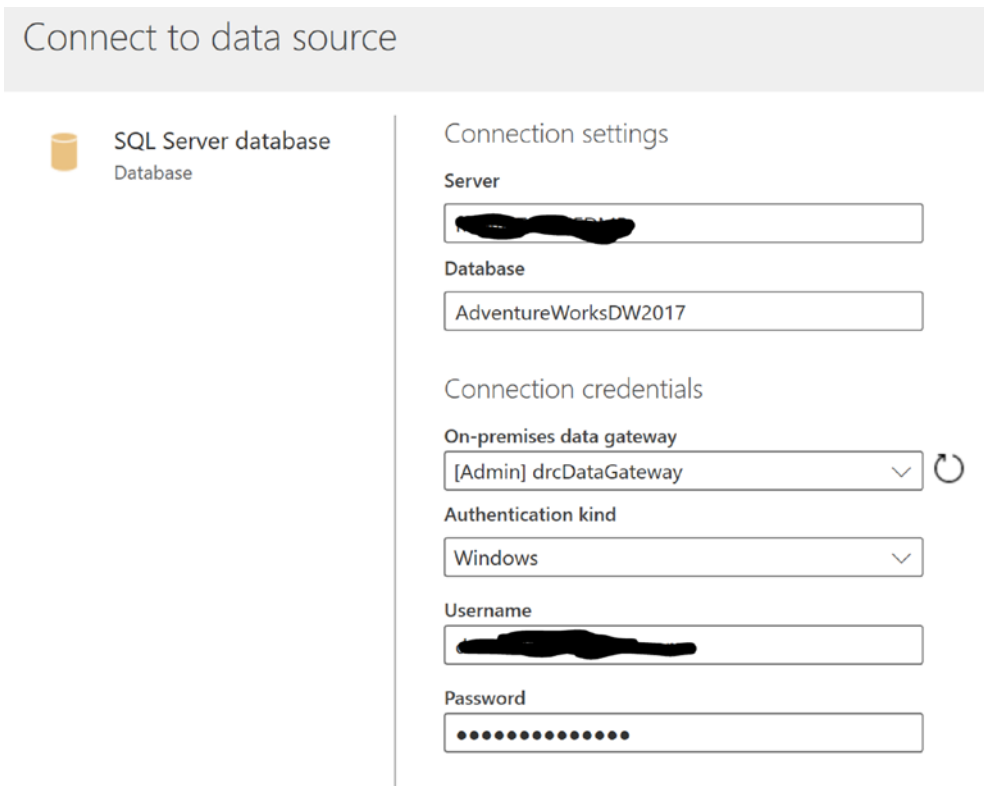 Connect to data source
SQL Server database
Database
Connection settings
Server
Database
AdventureWorksDW2017
Connection credentials
On-premises data gateway
[Admin] drcDataGateway
Authentication kind
Windows
Username
Password
●●●●●●●●●●●●●●